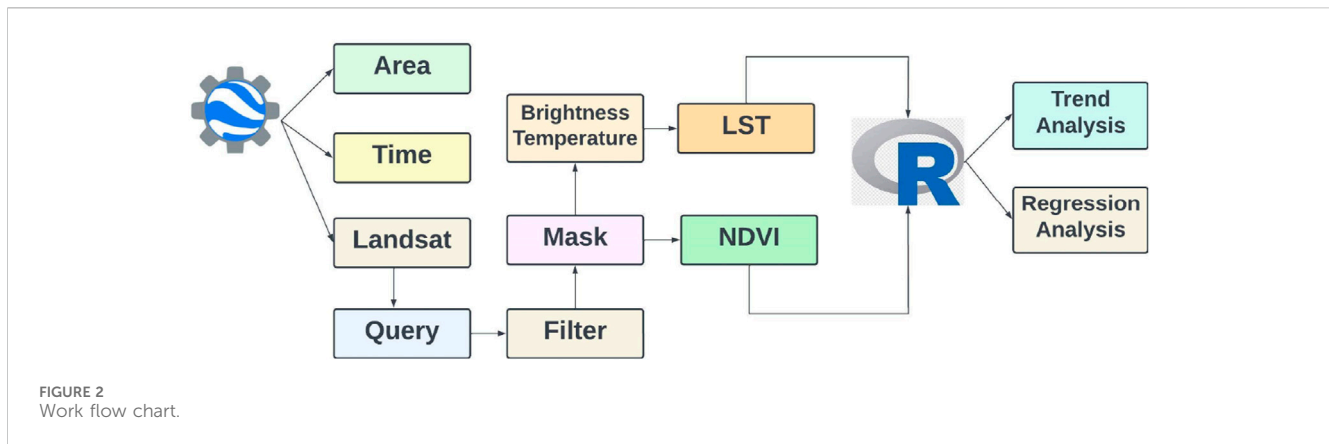 Area
Time
Landsat
Query
Filter
Mask
Brightness
Temperature
LST
NDVI
R
Trend
Analysis
Regression
Analysis
FIGURE 2
Work flow chart.